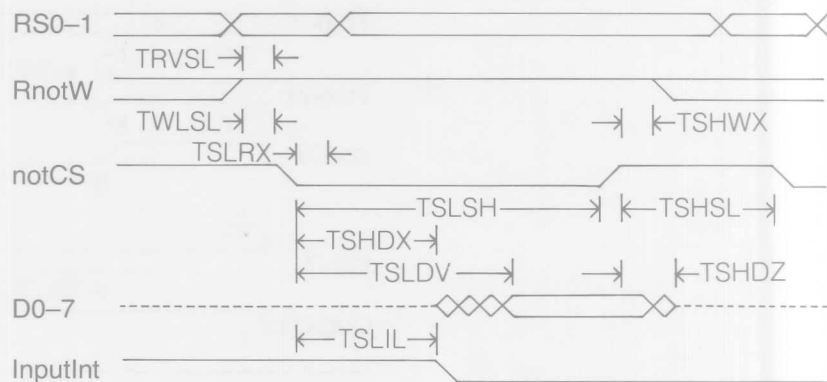 RS0–1
TRVSL
RnotW
TWLSL
TSHWX
TSLRX
notCS
TSLSH
TSHSL
TSHDX
TSLDV
TSHDZ
D0–7
TSLIL
InputInt